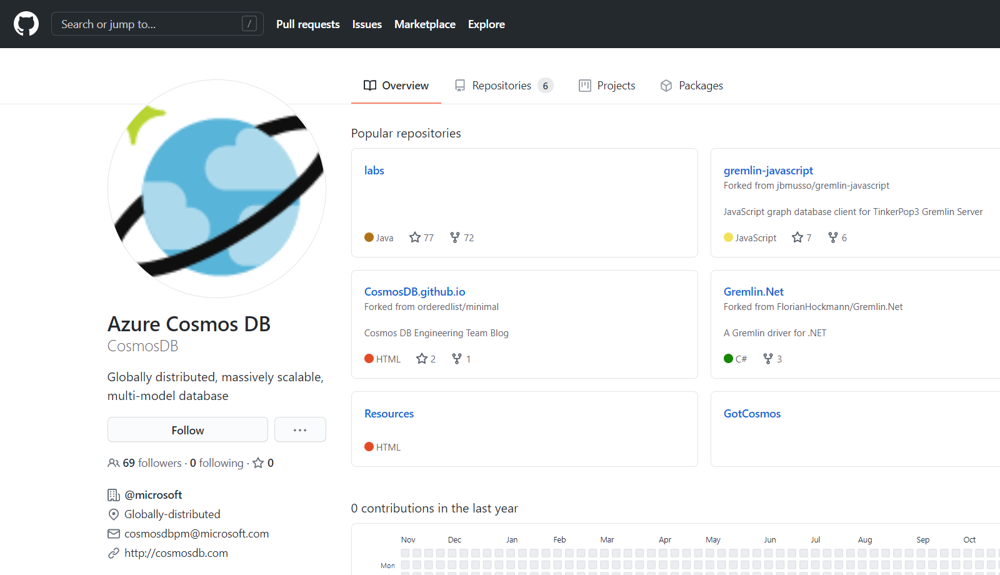 Search or jump to... /
Pull requests Issues Marketplace Explore
Overview Repositories 6 Projects Packages
Azure Cosmos DB
CosmosDB
Globally distributed, massively scalable,
multi-model database
Follow ...
69 followers · 0 following · 0
@microsoft
Globally-distributed
cosmosdbpm@microsoft.com
http://cosmosdb.com
Popular repositories
labs
Java 77 72
gremlin-javascript
Forked from jbmusso/gremlin-javascript
JavaScript graph database client for TinkerPop3 Gremlin Server
JavaScript 7 6
CosmosDB.github.io
Forked from orderedlist/minimal
Cosmos DB Engineering Team Blog
HTML 2 1
Gremlin.Net
Forked from FlorianHockmann/Gremlin.Net
A Gremlin driver for .NET
C# 3
Resources
HTML
GotCosmos
0 contributions in the last year
Nov Dec Jan Feb Mar Apr May Jun Jul Aug Sep Oct
Mon